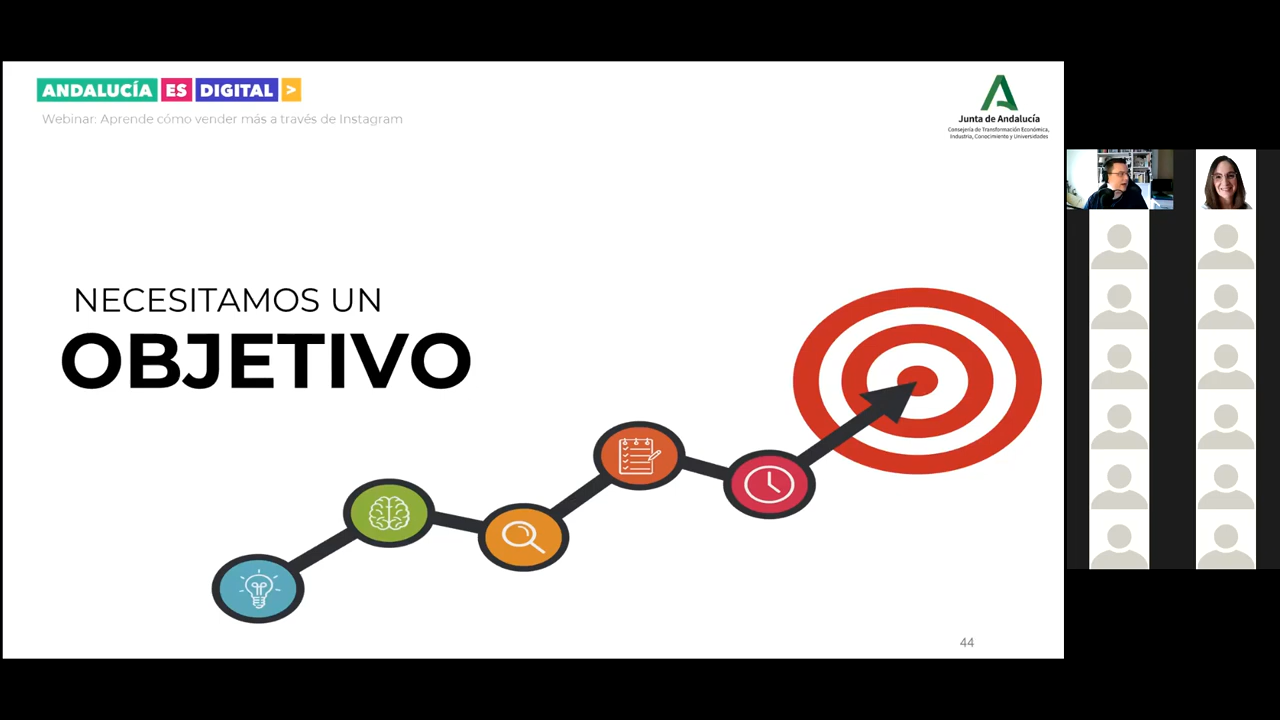 ANDALUCÍA ES DIGITAL >
Webinar: Aprende cómo vender más a través de Instagram
Junta de Andalucía
Consejería de Transformación Económica,
Industria, Conocimiento y Universidades
NECESITAMOS UN
OBJETIVO
44